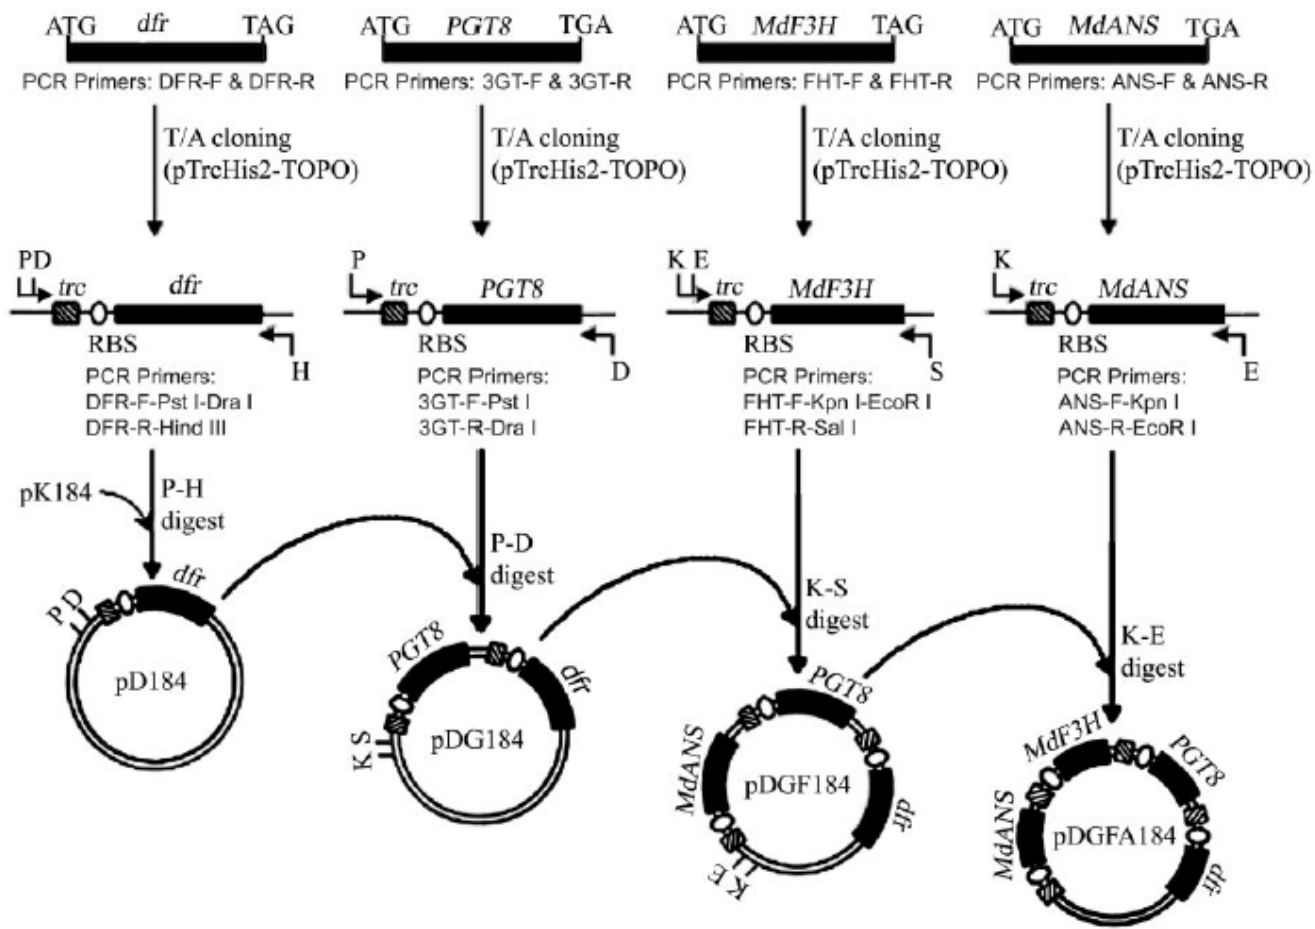 ATG dfr TAG
PCR Primers: DFR-F & DFR-R
T/A cloning
(pTrcHis2-TOPO)
PD
trc dfr
RBS
H
PCR Primers:
DFR-F-Pst I-Dra I
DFR-R-Hind III
pK184
P-H
digest
P D
dfr
pD184
ATG PGT8 TGA
PCR Primers: 3GT-F & 3GT-R
T/A cloning
(pTrcHis2-TOPO)
P
trc PGT8
RBS
D
PCR Primers:
3GT-F-Pst I
3GT-R-Dra I
P-D
digest
PGT8
dfr
K S
pDG184
ATG MdF3H TAG
PCR Primers: FHT-F & FHT-R
T/A cloning
(pTrcHis2-TOPO)
K E
trc MdF3H
RBS
S
PCR Primers:
FHT-F-Kpn I-EcoR I
FHT-R-Sal I
K-S
digest
PGT8
MdANS
dfr
K E
pDGF184
ATG MdANS TGA
PCR Primers: ANS-F & ANS-R
T/A cloning
(pTrcHis2-TOPO)
K
trc MdANS
RBS
E
PCR Primers:
ANS-F-Kpn I
ANS-R-EcoR I
K-E
digest
MdF3H
PGT8
MdANS
dfr
pDGFA184